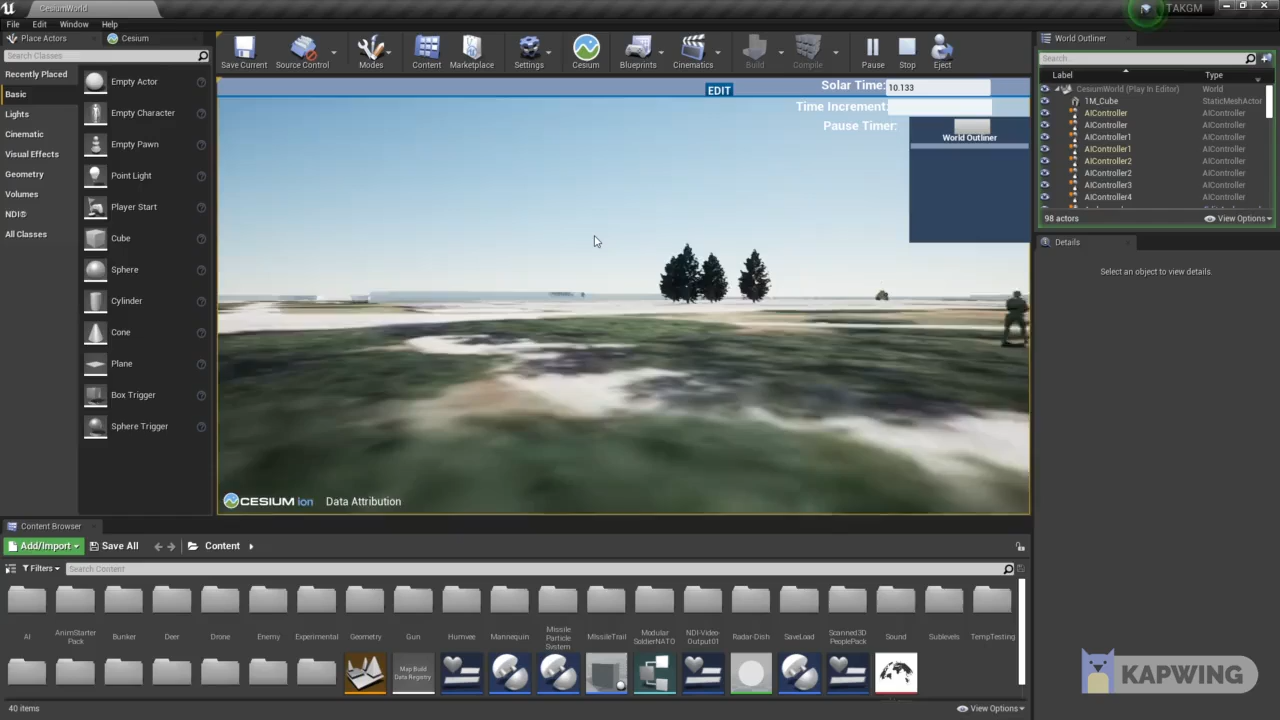 CesiumWorld
TAKGM
File Edit Window Help
Place Actors
Cesium
Search Classes
Recently Placed
Basic
Lights
Cinematic
Visual Effects
Geometry
Volumes
NDI®
All Classes
Empty Actor
Empty Character
Empty Pawn
Point Light
Player Start
Cube
Sphere
Cylinder
Cone
Plane
Box Trigger
Sphere Trigger
Save Current
Source Control
Modes
Content
Marketplace
Settings
Cesium
Blueprints
Cinematics
Build
Compile
Pause
Stop
Eject
EDIT
Solar Time: 10.133
Time Increment:
Pause Timer:
World Outliner
CESIUM ion Data Attribution
World Outliner
Search
Label Type
CesiumWorld (Play In Editor) World
1M_Cube StaticMeshActor
AIController AIController
AIController AIController
AIController1 AIController
AIController1 AIController
AIController2 AIController
AIController2 AIController
AIController3 AIController
AIController4 AIController
98 actors
View Options
Details
Select an object to view details.
Content Browser
Add/Import Save All Content
Filters Search Content
AI
AnimStarter
Pack
Bunker
Deer
Drone
Enemy
Experimental
Geometry
Gun
Humvee
Mannequin
Missile
Particle
System
MissileTrail
Modular
SoldierNATO
NDI-Video-
Output01
Radar-Dish
SaveLoad
Scanned3D
PeoplePack
Sound
Sublevels
TempTesting
Map Build
Data Registry
40 items
View Options
KAPWING